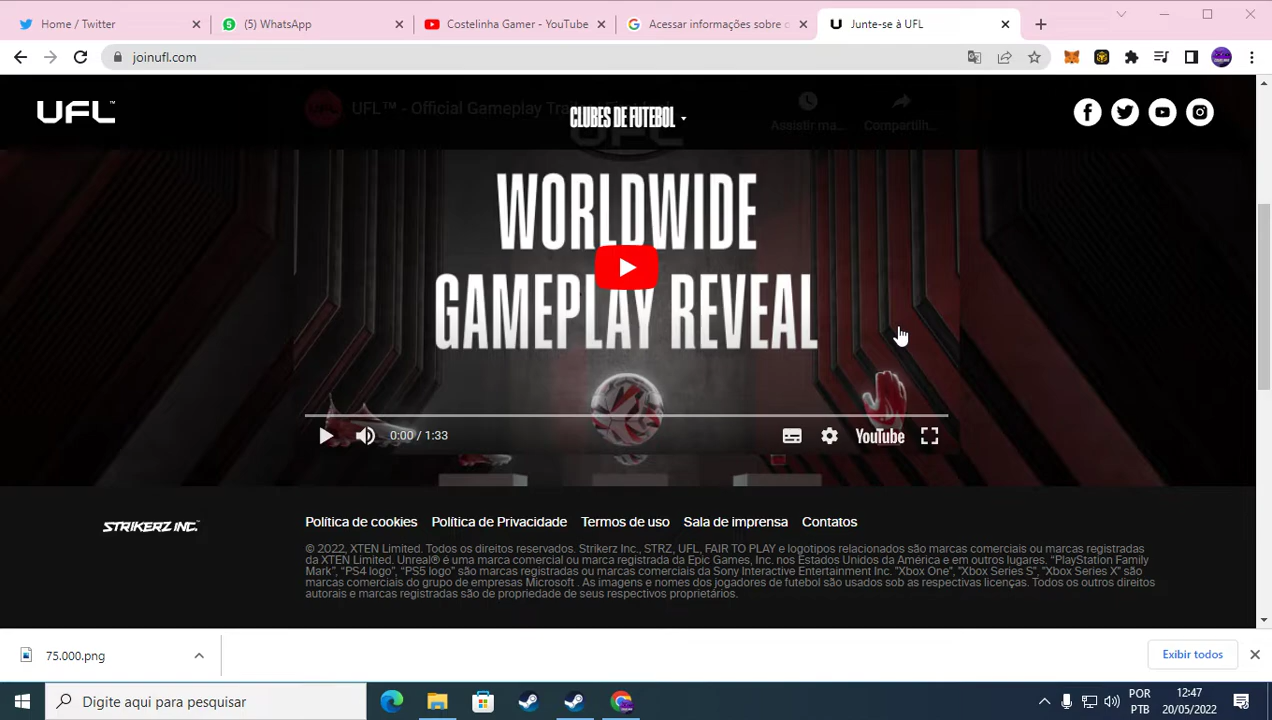 Home / Twitter
(5) WhatsApp
Costelinha Gamer - YouTube
Acessar informações sobre d
Junte-se à UFL
joinufl.com
UFL™
UFL™ - Official Gameplay
CLUBES DE FUTEBOL
Assistir ma...
Compartilh...
WORLDWIDE
GAMEPLAY REVEAL
0:00 / 1:33
YouTube
STRIKERZ INC.
Política de cookies
Política de Privacidade
Termos de uso
Sala de imprensa
Contatos
© 2022, XTEN Limited. Todos os direitos reservados. Strikerz Inc., STRZ, UFL, FAIR TO PLAY e logotipos relacionados são marcas comerciais ou marcas registradas
da XTEN Limited. Unreal® é uma marca comercial ou marca registrada da Epic Games, Inc. nos Estados Unidos da América e em outros lugares. "PlayStation Family
Mark", "PS4 logo", "PS5 logo" são marcas registradas ou marcas comerciais da Sony Interactive Entertainment Inc. "Xbox One", "Xbox Series S", "Xbox Series X" são
marcas comerciais do grupo de empresas Microsoft . As imagens e nomes dos jogadores de futebol são usados sob as respectivas licenças. Todos os outros direitos
autorais e marcas registradas são de propriedade de seus respectivos proprietários.
75.000.png
Exibir todos
Digite aqui para pesquisar
POR
PTB
12:47
20/05/2022